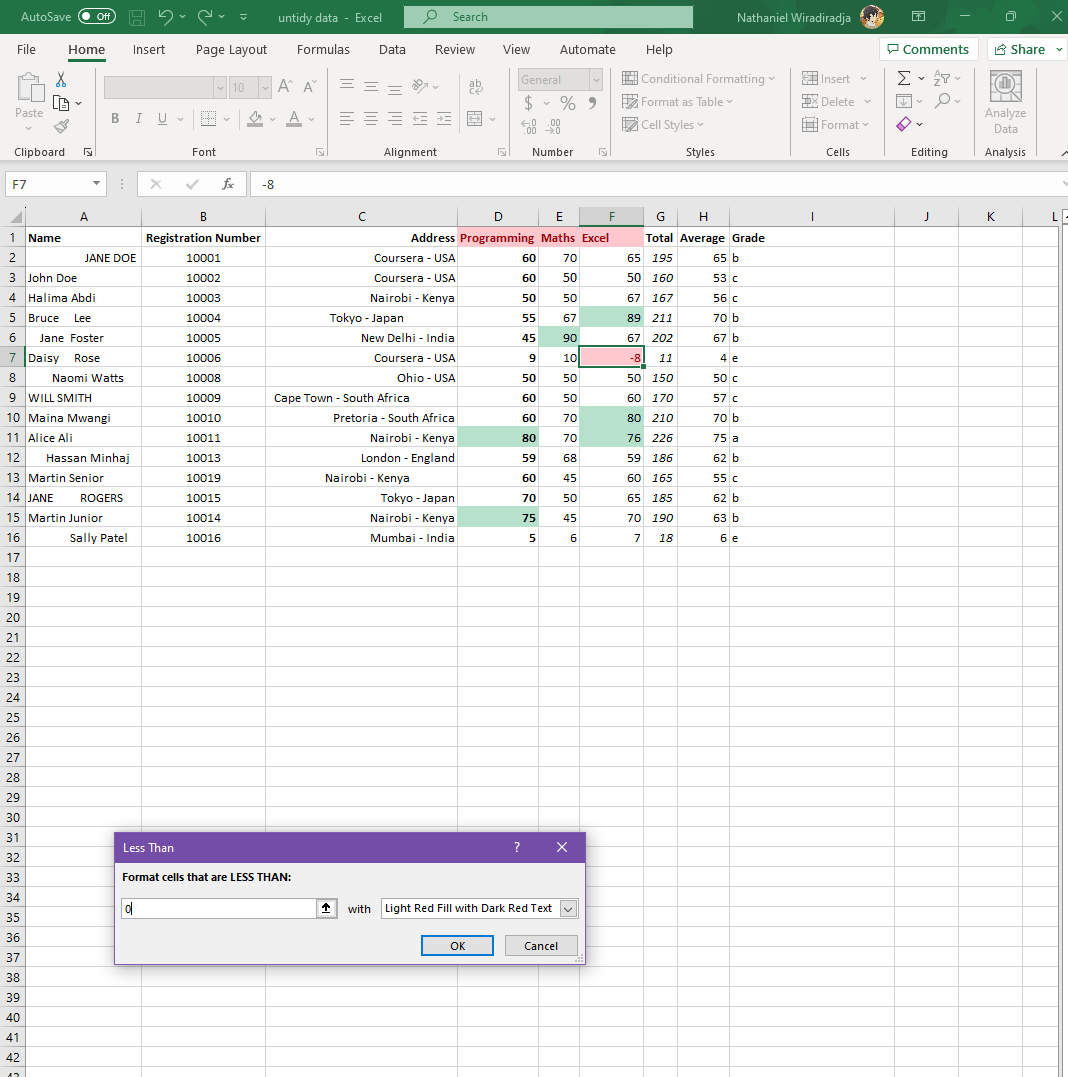 AutoSave Off untidy data - Excel Search Nathaniel Wiradiradja
File Home Insert Page Layout Formulas Data Review View Automate Help Comments Share
Paste 10 General Conditional Formatting Insert Analyze Data
B I U $ % Format as Table Delete
Cell Styles Format
Clipboard Font Alignment Number Styles Cells Editing Analysis
F7 fx -8
A B C D E F G H I J K L
1 Name Registration Number Address Programming Maths Excel Total Average Grade
2 JANE DOE 10001 Coursera - USA 60 70 65 195 65 b
3 John Doe 10002 Coursera - USA 60 50 50 160 53 c
4 Halima Abdi 10003 Nairobi - Kenya 50 50 67 167 56 c
5 Bruce Lee 10004 Tokyo - Japan 55 67 89 211 70 b
6 Jane Foster 10005 New Delhi - India 45 90 67 202 67 b
7 Daisy Rose 10006 Coursera - USA 9 10 -8 11 4 e
8 Naomi Watts 10008 Ohio - USA 50 50 50 150 50 c
9 WILL SMITH 10009 Cape Town - South Africa 60 50 60 170 57 c
10 Maina Mwangi 10010 Pretoria - South Africa 60 70 80 210 70 b
11 Alice Ali 10011 Nairobi - Kenya 80 70 76 226 75 a
12 Hassan Minhaj 10013 London - England 59 68 59 186 62 b
13 Martin Senior 10019 Nairobi - Kenya 60 45 60 165 55 c
14 JANE ROGERS 10015 Tokyo - Japan 70 50 65 185 62 b
15 Martin Junior 10014 Nairobi - Kenya 75 45 70 190 63 b
16 Sally Patel 10016 Mumbai - India 5 6 7 18 6 e
17
18
19
20
21
22
23
24
25
26
27
28
29
30
31
32
33
34
35
36
37
38
39
40
41
42
Less Than ?
Format cells that are LESS THAN:
0 with Light Red Fill with Dark Red Text
OK Cancel